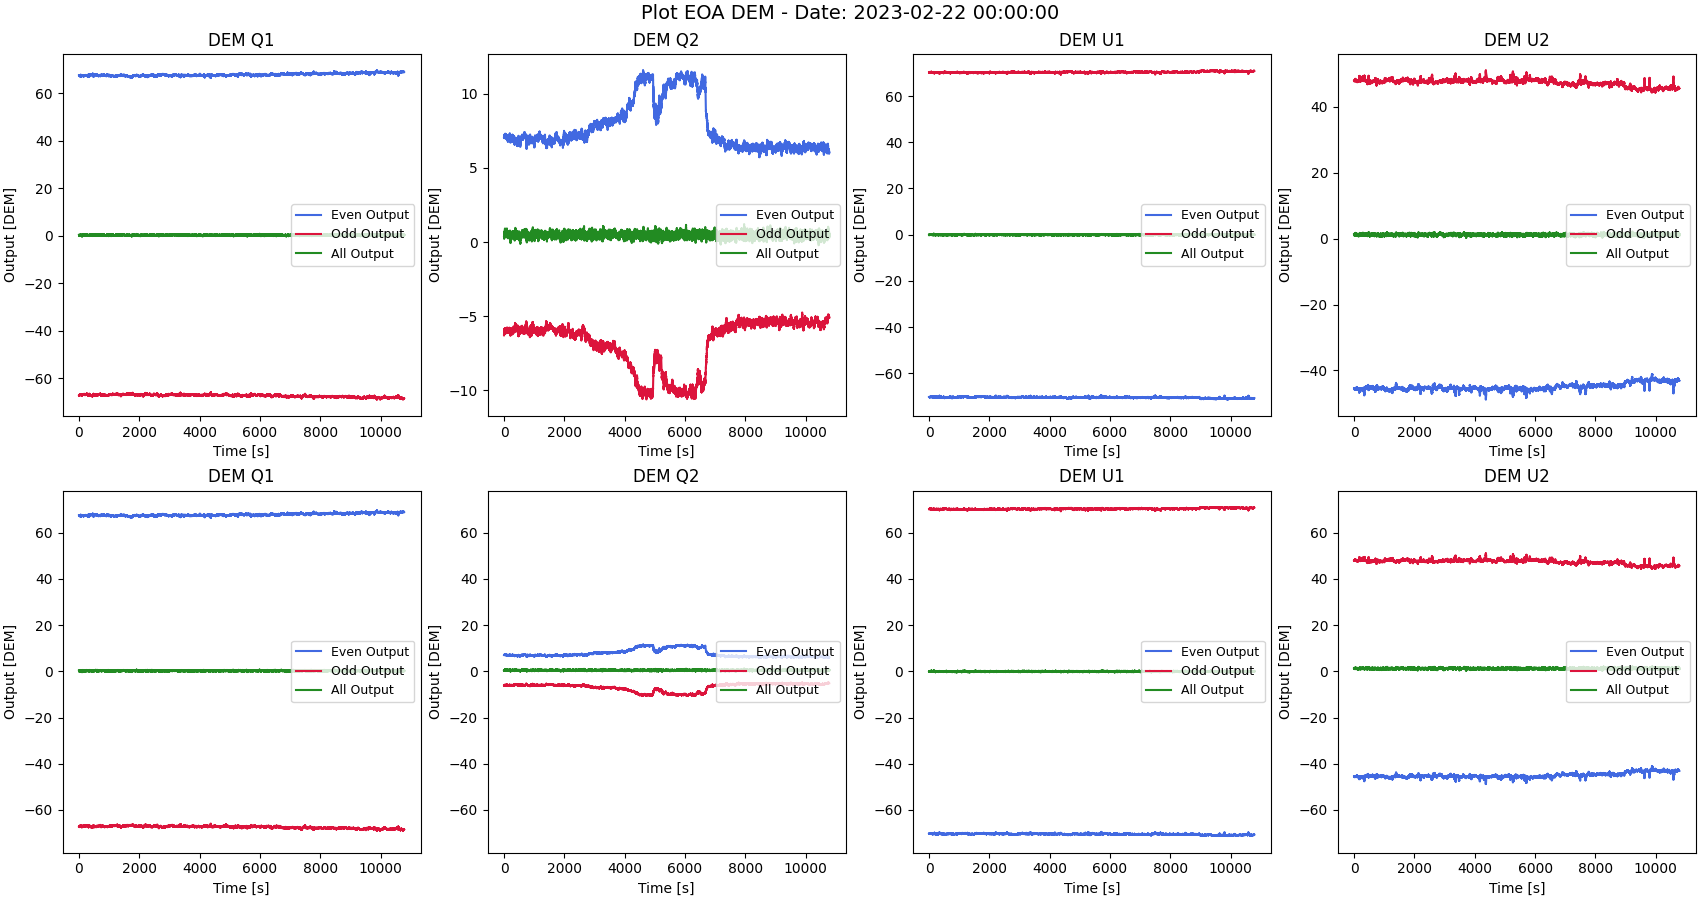 Plot EOA DEM - Date: 2023-02-22 00:00:00
DEM Q1
60
40
20
0
−20
−40
−60
Output [DEM]
Even Output
Odd Output
All Output
0 2000 4000 6000 8000 10000
Time [s]
DEM Q2
10
5
0
−5
−10
Output [DEM]
Even Output
Odd Output
All Output
0 2000 4000 6000 8000 10000
Time [s]
DEM U1
60
40
20
0
−20
−40
−60
Output [DEM]
Even Output
Odd Output
All Output
0 2000 4000 6000 8000 10000
Time [s]
DEM U2
40
20
0
−20
−40
Output [DEM]
Even Output
Odd Output
All Output
0 2000 4000 6000 8000 10000
Time [s]
DEM Q1
60
40
20
0
−20
−40
−60
Output [DEM]
Even Output
Odd Output
All Output
0 2000 4000 6000 8000 10000
Time [s]
DEM Q2
60
40
20
0
−20
−40
−60
Output [DEM]
Even Output
Odd Output
All Output
0 2000 4000 6000 8000 10000
Time [s]
DEM U1
60
40
20
0
−20
−40
−60
Output [DEM]
Even Output
Odd Output
All Output
0 2000 4000 6000 8000 10000
Time [s]
DEM U2
60
40
20
0
−20
−40
−60
Output [DEM]
Even Output
Odd Output
All Output
0 2000 4000 6000 8000 10000
Time [s]